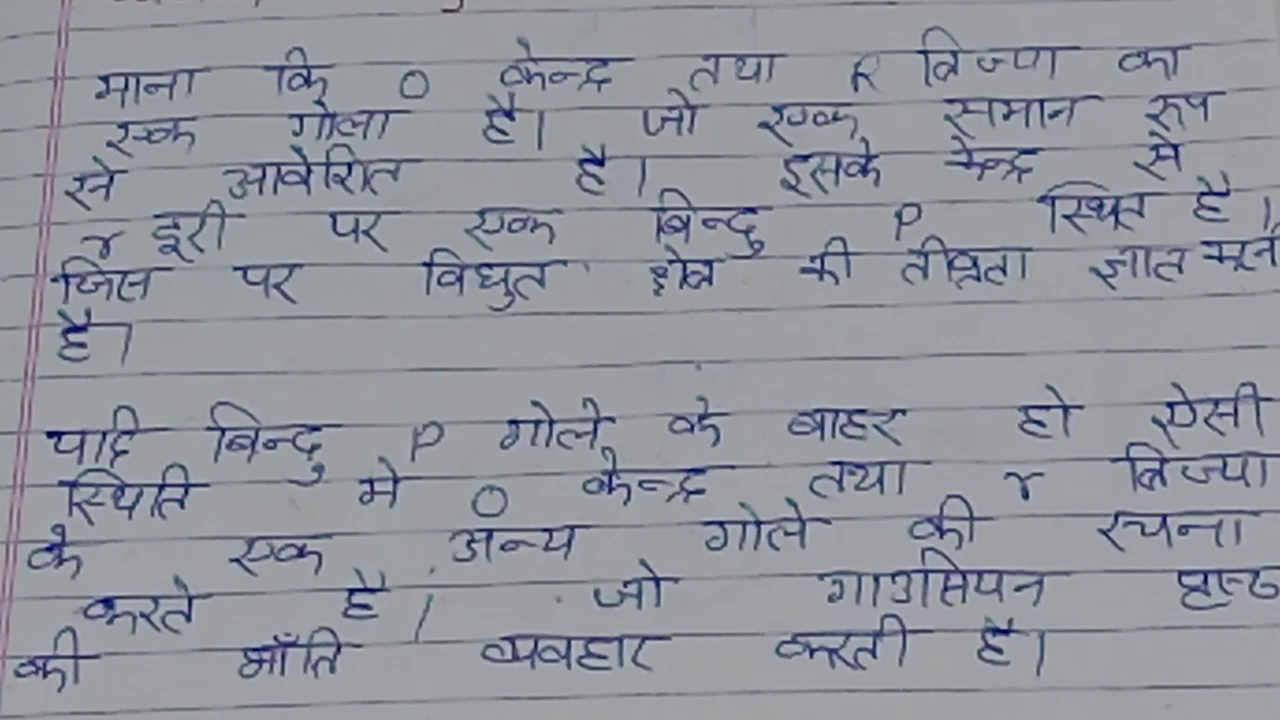 माना कि O केन्द्र तथा R त्रिज्या का
एक गोला है। जो एक समान रूप
से आवेशित है। इसके केन्द्र से
r दूरी पर एक बिन्दु P स्थित है।
जिस पर विधुत क्षेत्र की तीव्रता ज्ञात करनी
है।
यदि बिन्दु P गोले के बाहर हो ऐसी
स्थिति मे O केन्द्र तथा r त्रिज्या
के एक अन्य गोले की रचना
करते है। जो गाउसियन पृष्ठ
की भाँति व्यवहार करती है।